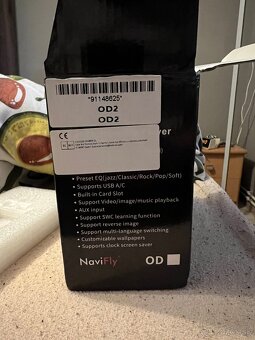 *91148625*
OD2
OD2
CE
ver
• Preset EQ(jazz/Classic/Rock/Pop/Soft)
• Supports USB A/C
• Built-in Card Slot
• Support Video/image/music playback
• AUX input
• Support SWC learning function
• Support reverse image
• Support multi-language switching
• Customizable wallpapers
• Supports clock screen saver
NaviFly
OD